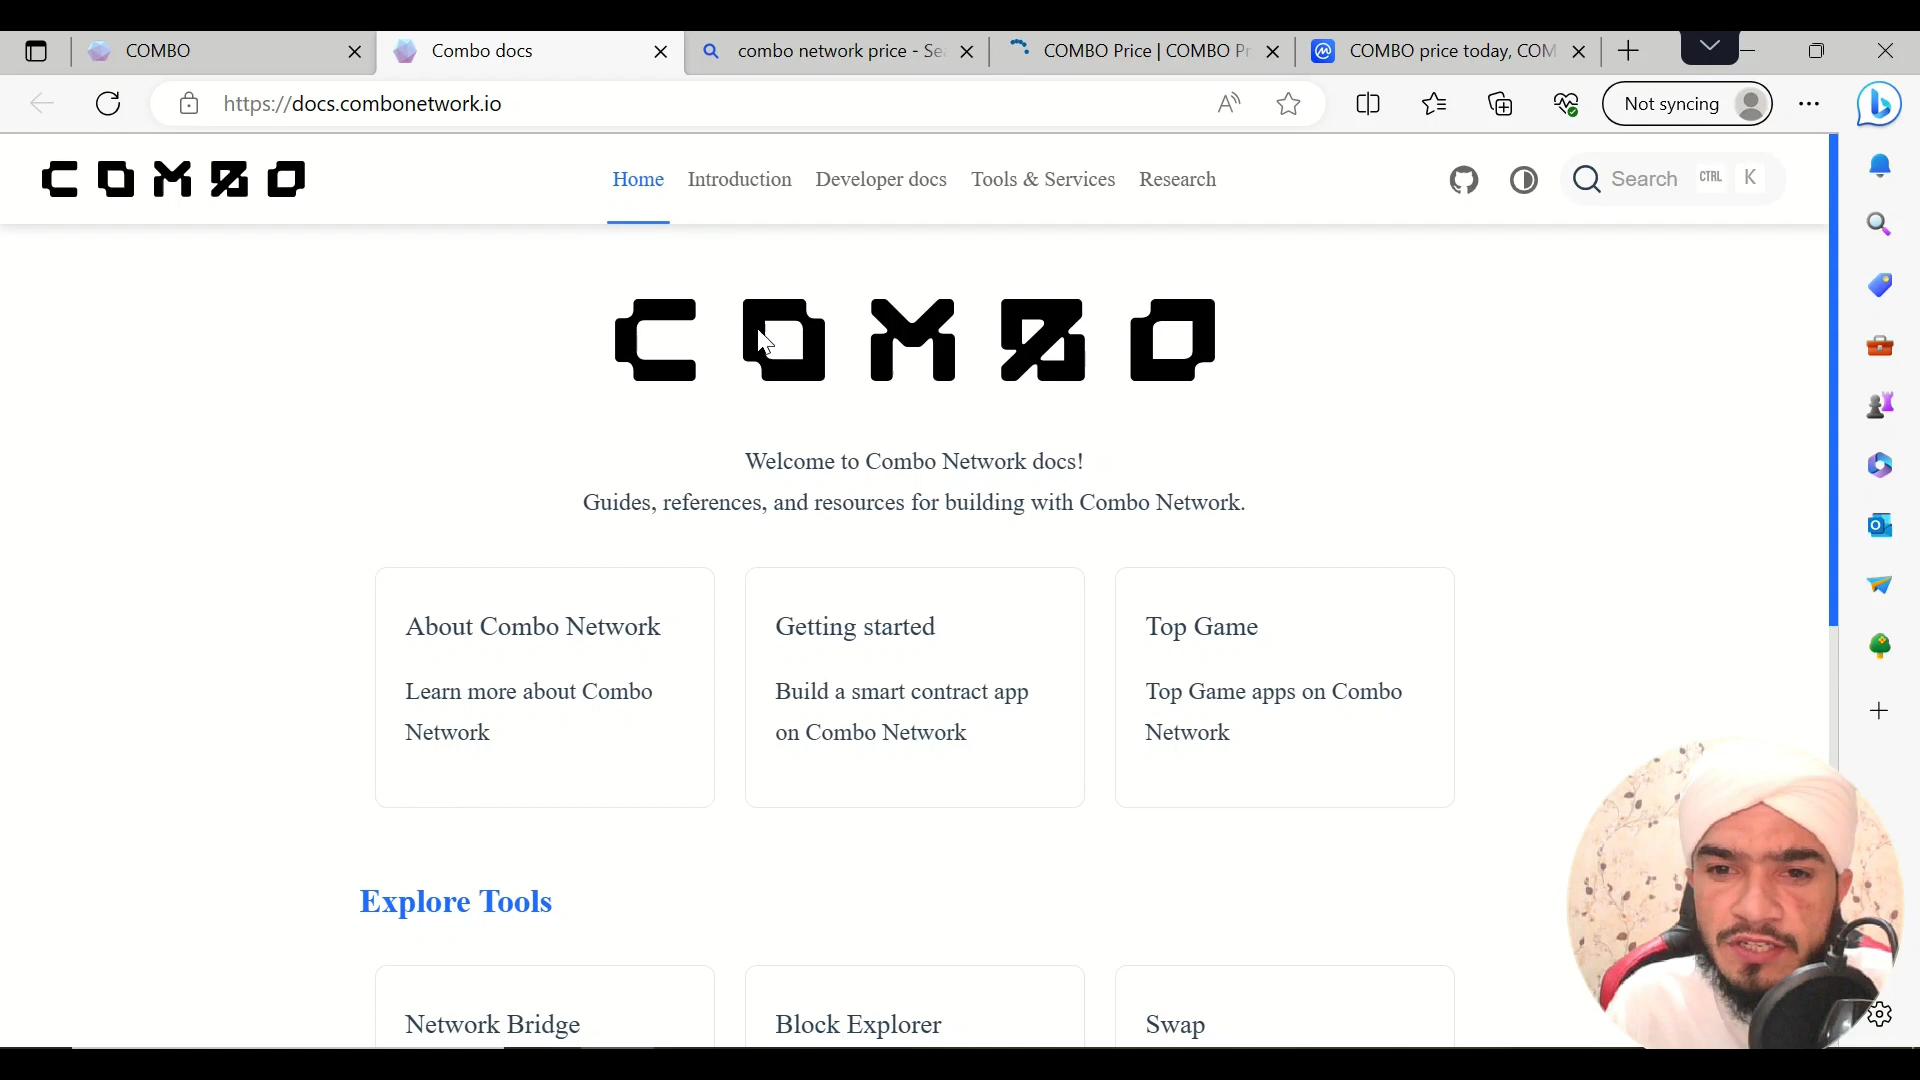 COMBO
Combo docs
combo network price - Se
COMBO Price | COMBO Pr
COMBO price today, COM
https://docs.combonetwork.io
Not syncing
COMBO
Home
Introduction
Developer docs
Tools & Services
Research
Search
CTRL
K
COMBO
Welcome to Combo Network docs!
Guides, references, and resources for building with Combo Network.
About Combo Network
Learn more about Combo
Network
Getting started
Build a smart contract app
on Combo Network
Top Game
Top Game apps on Combo
Network
Explore Tools
Network Bridge
Block Explorer
Swap